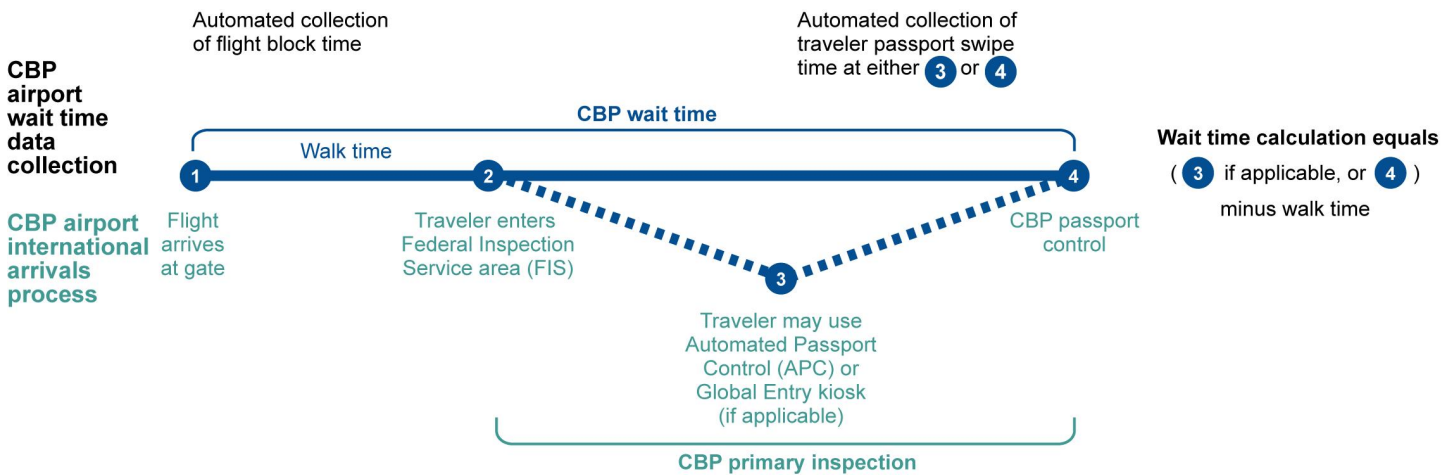 Automated collection
of flight block time
Automated collection of
traveler passport swipe
time at either 3 or 4
CBP
airport
wait time
data
collection
CBP wait time
Walk time
1
2
4
Wait time calculation equals
( 3 if applicable, or 4 )
minus walk time
CBP airport
international
arrivals
process
Flight
arrives
at gate
Traveler enters
Federal Inspection
Service area (FIS)
CBP passport
control
3
Traveler may use
Automated Passport
Control (APC) or
Global Entry kiosk
(if applicable)
CBP primary inspection